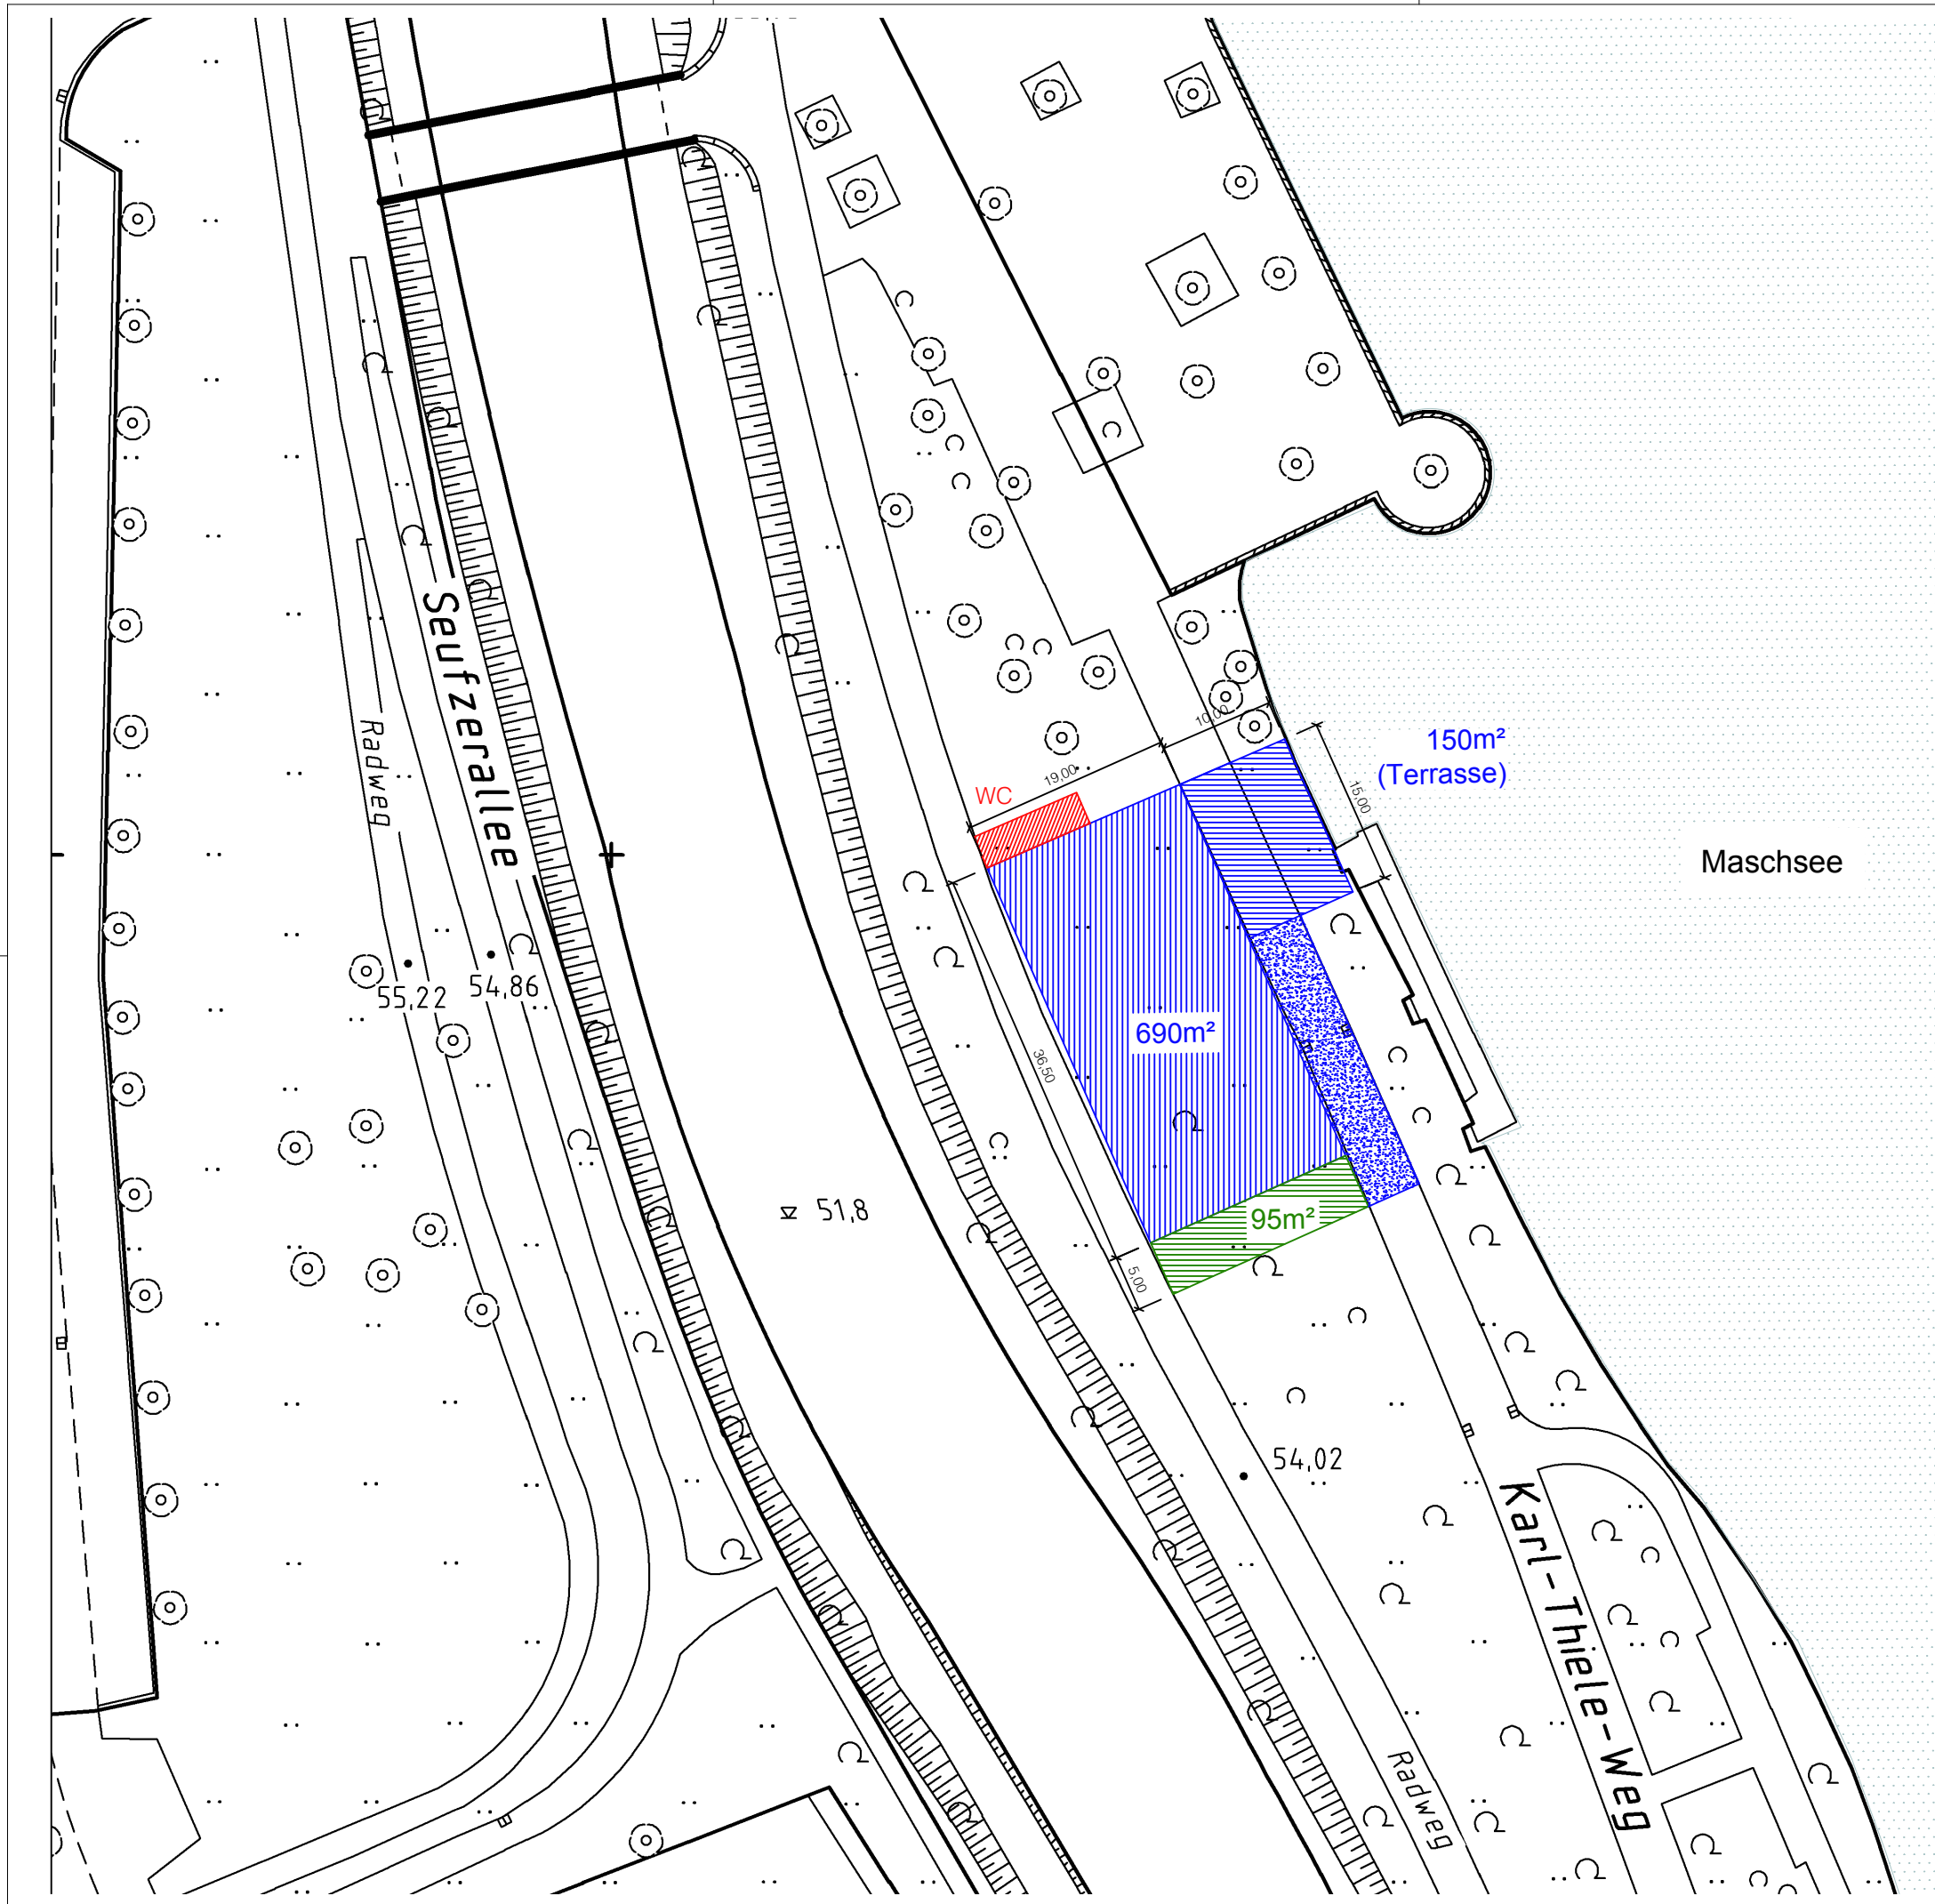 Seufzerallee
Radweg
10,00
150m²
(Terrasse)
19,00
WC
15,00
Maschsee
55,22
54,86
690m²
36,50
51,8
95m²
5,00
54,02
Karl-Thiele-Weg
Radweg